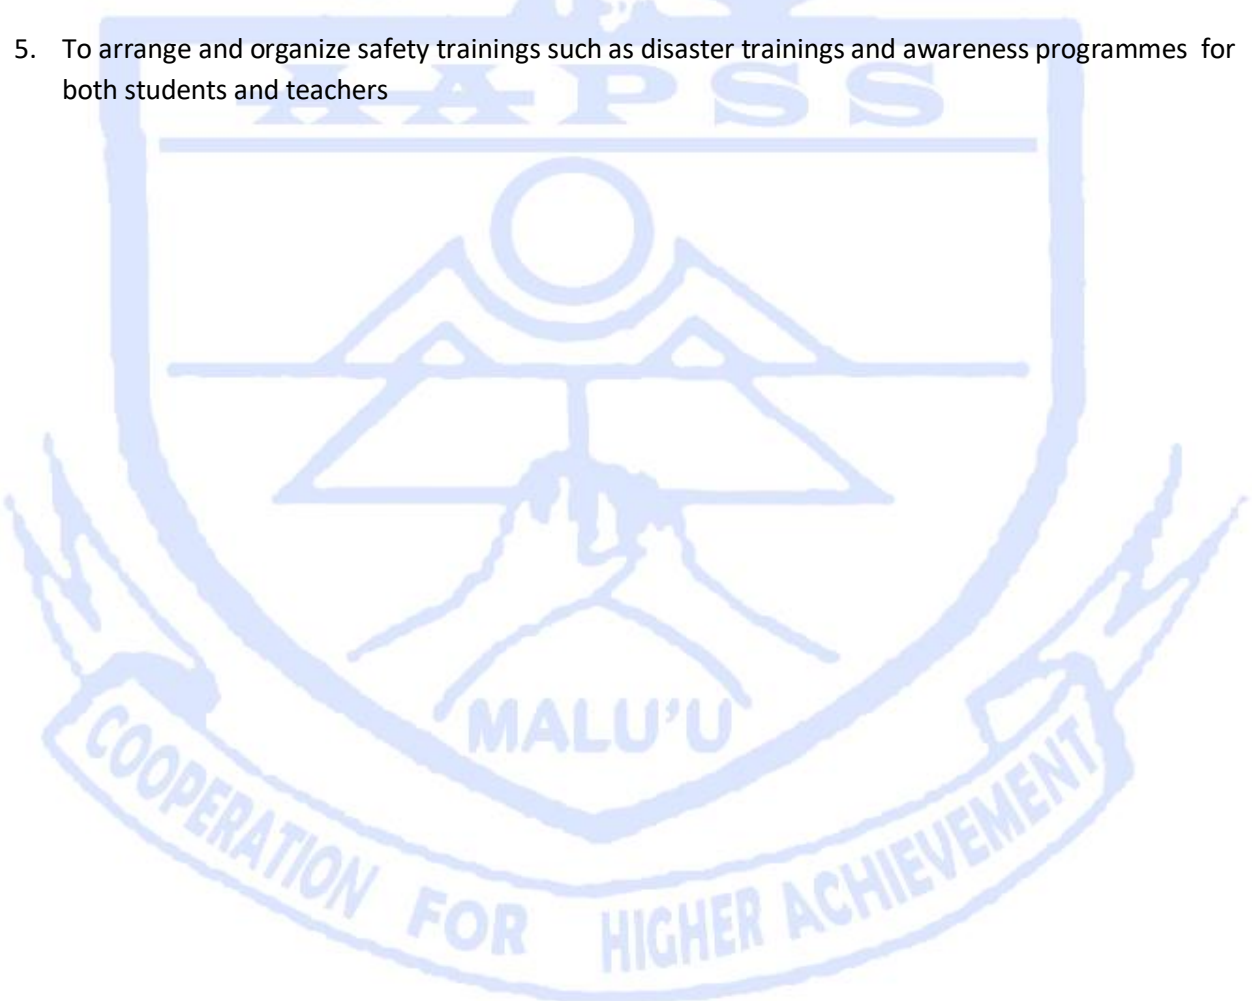 5. To arrange and organize safety trainings such as disaster trainings and awareness programmes for
both students and teachers
APSS
MALU'U
COOPERATION FOR HIGHER ACHIEVEMENT